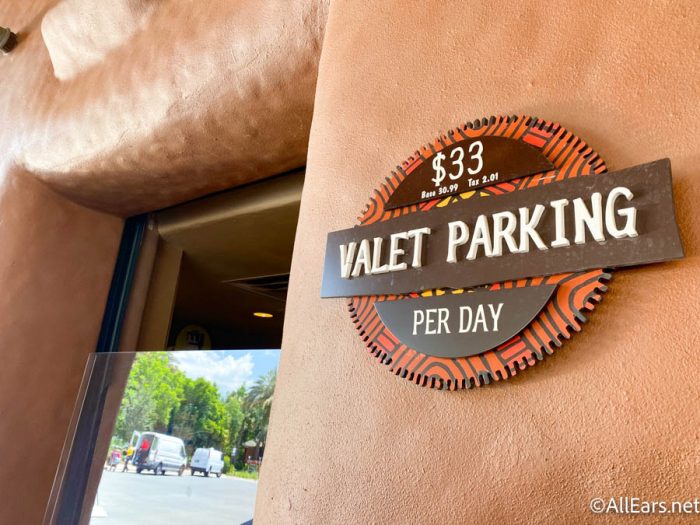 $33
Base 30.99 Tax 2.01
VALET PARKING
PER DAY
©AllEars.net